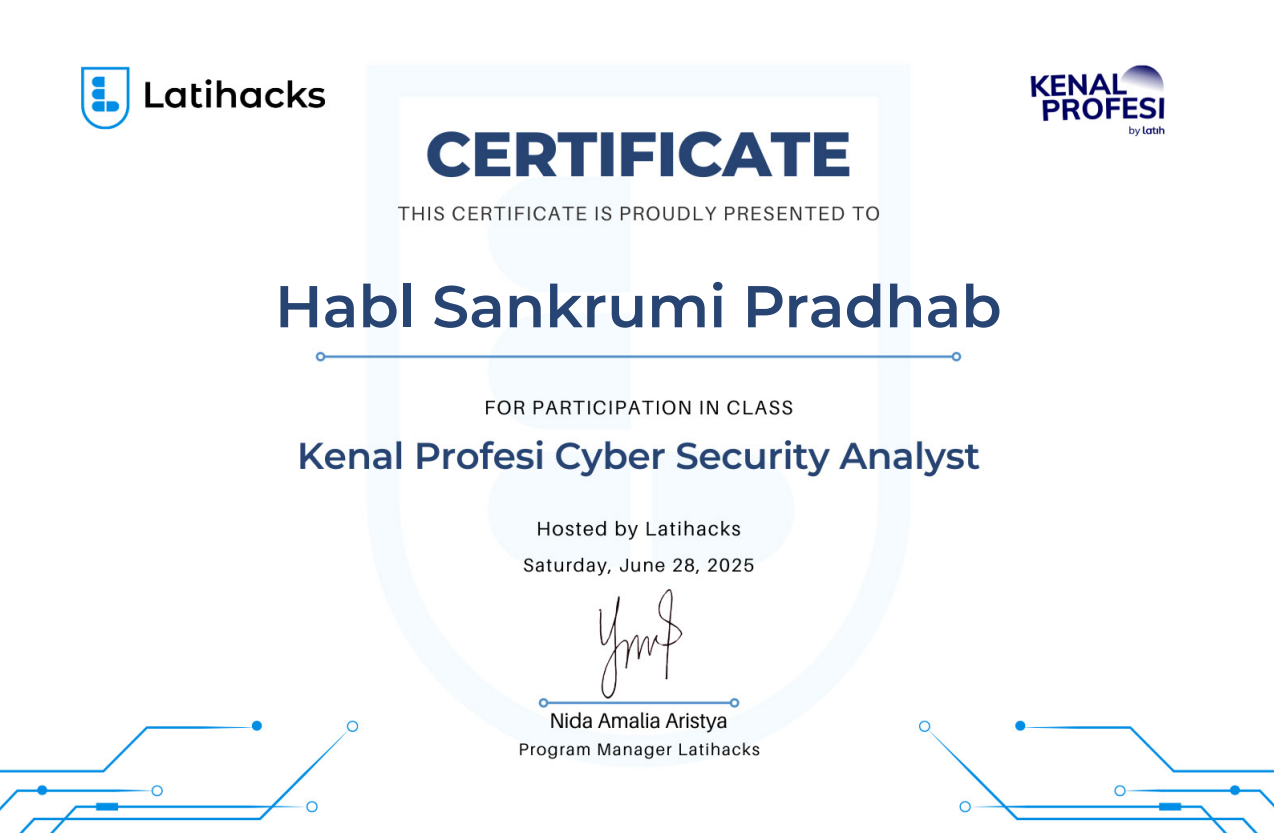 Latihacks
KENAL
PROFESI
by latih
CERTIFICATE
THIS CERTIFICATE IS PROUDLY PRESENTED TO
Habl Sankrumi Pradhab
FOR PARTICIPATION IN CLASS
Kenal Profesi Cyber Security Analyst
Hosted by Latihacks
Saturday, June 28, 2025
Nida Amalia Aristya
Program Manager Latihacks